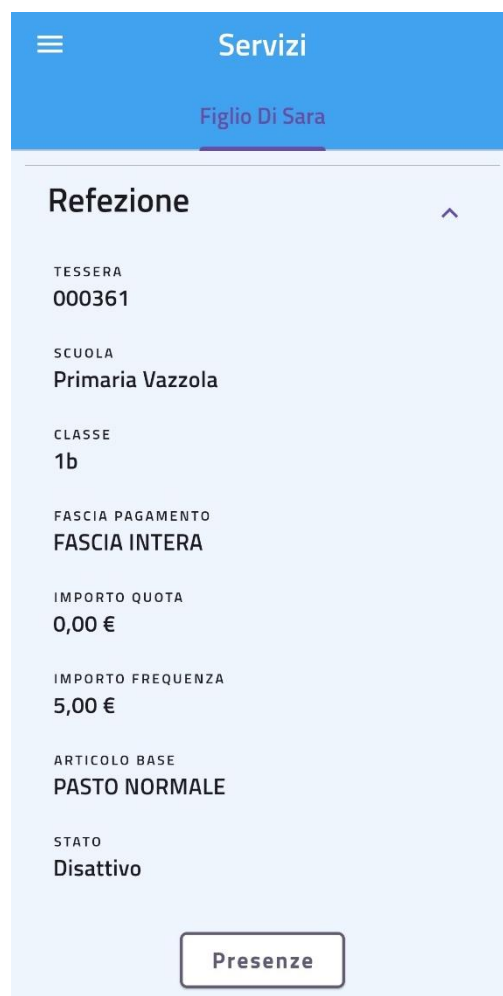 Servizi
Figlio Di Sara
Refezione
TESSERA
000361
SCUOLA
Primaria Vazzola
CLASSE
1b
FASCIA PAGAMENTO
FASCIA INTERA
IMPORTO QUOTA
0,00 €
IMPORTO FREQUENZA
5,00 €
ARTICOLO BASE
PASTO NORMALE
STATO
Disattivo
Presenze